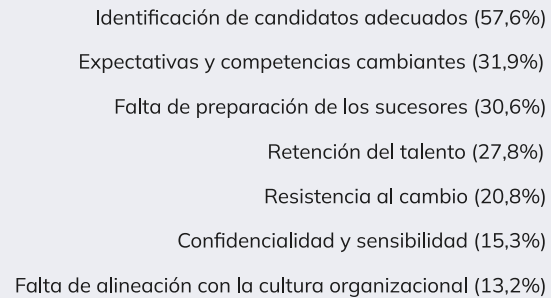 Identificación de candidatos adecuados (57,6%)
Expectativas y competencias cambiantes (31,9%)
Falta de preparación de los sucesores (30,6%)
Retención del talento (27,8%)
Resistencia al cambio (20,8%)
Confidencialidad y sensibilidad (15,3%)
Falta de alineación con la cultura organizacional (13,2%)